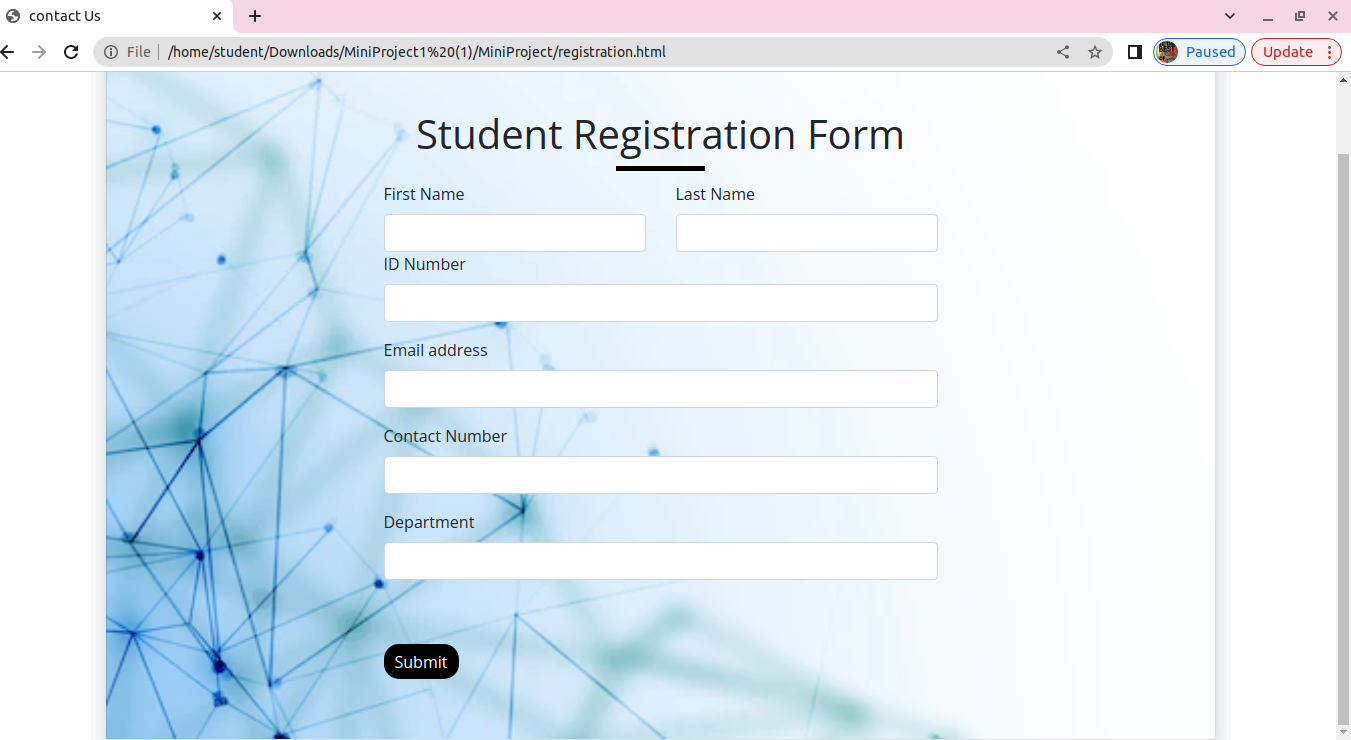 contact Us
File /home/student/Downloads/MiniProject1%20(1)/MiniProject/registration.html Paused Update
Student Registration Form
First Name Last Name
ID Number
Email address
Contact Number
Department
Submit